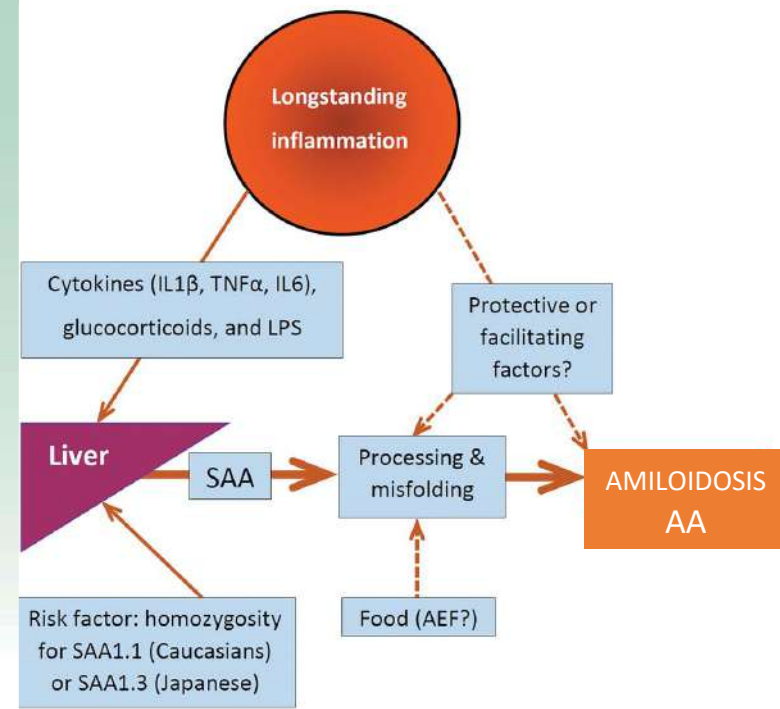 Longstanding
inflammation
Cytokines (IL1β, TNFα, IL6),
glucocorticoids, and LPS
Protective or
facilitating
factors?
Liver
SAA
Processing &
misfolding
AMILOIDOSIS
AA
Risk factor: homozygosity
for SAA1.1 (Caucasians)
or SAA1.3 (Japanese)
Food (AEF?)